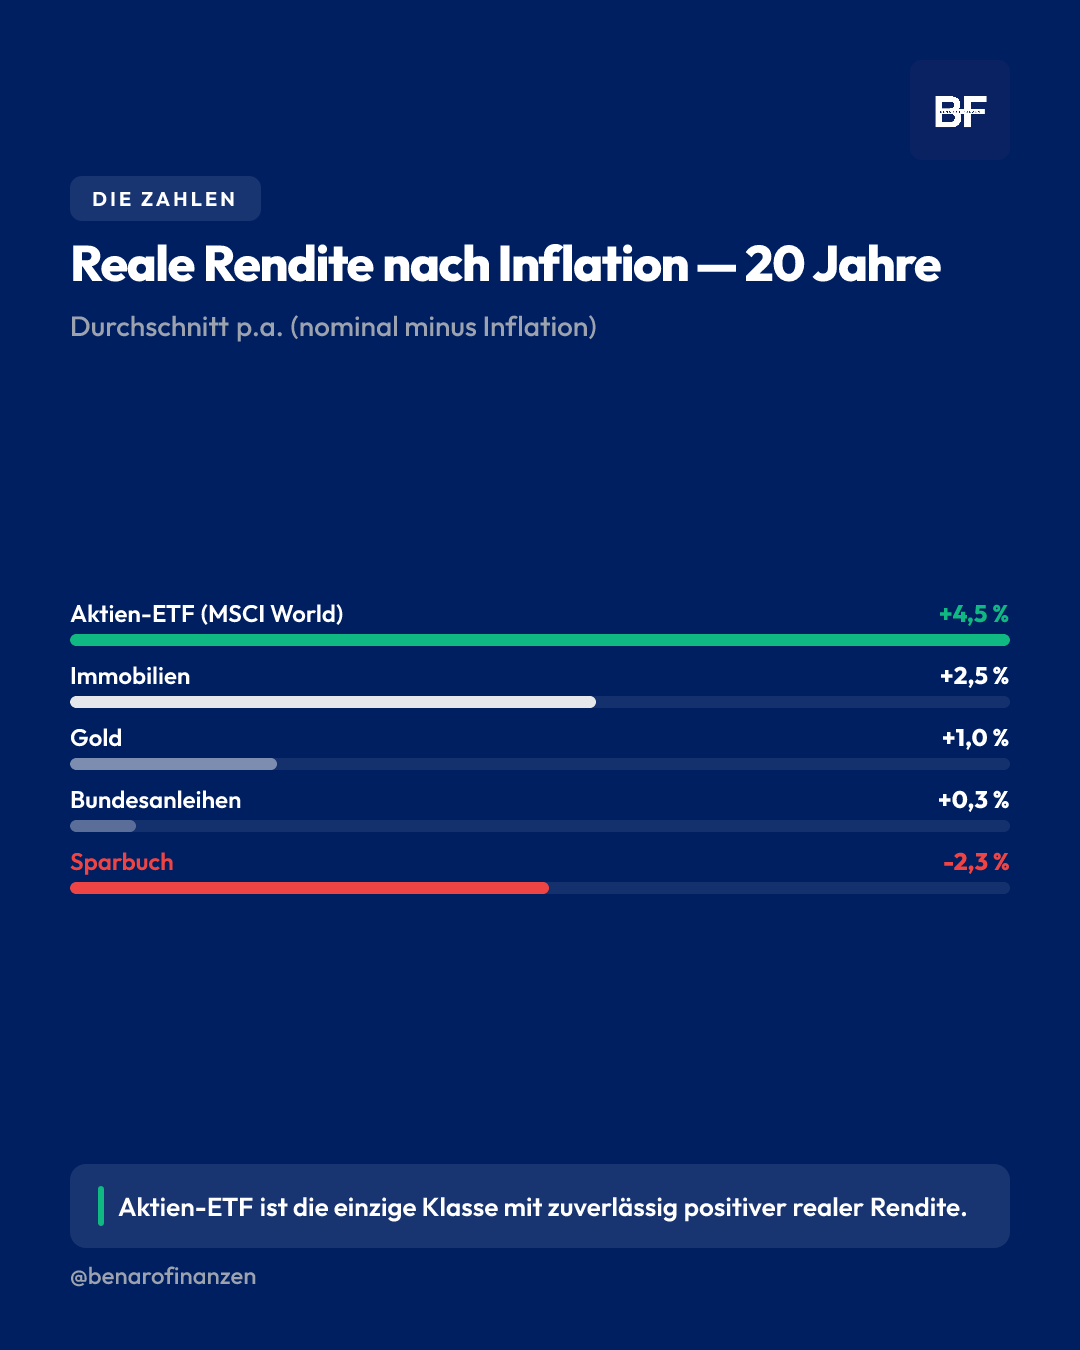 BF
DIE ZAHLEN
Reale Rendite nach Inflation — 20 Jahre
Durchschnitt p.a. (nominal minus Inflation)
Aktien-ETF (MSCI World) +4,5 %
Immobilien +2,5 %
Gold +1,0 %
Bundesanleihen +0,3 %
Sparbuch -2,3 %
Aktien-ETF ist die einzige Klasse mit zuverlässig positiver realer Rendite.
@benarofinanzen